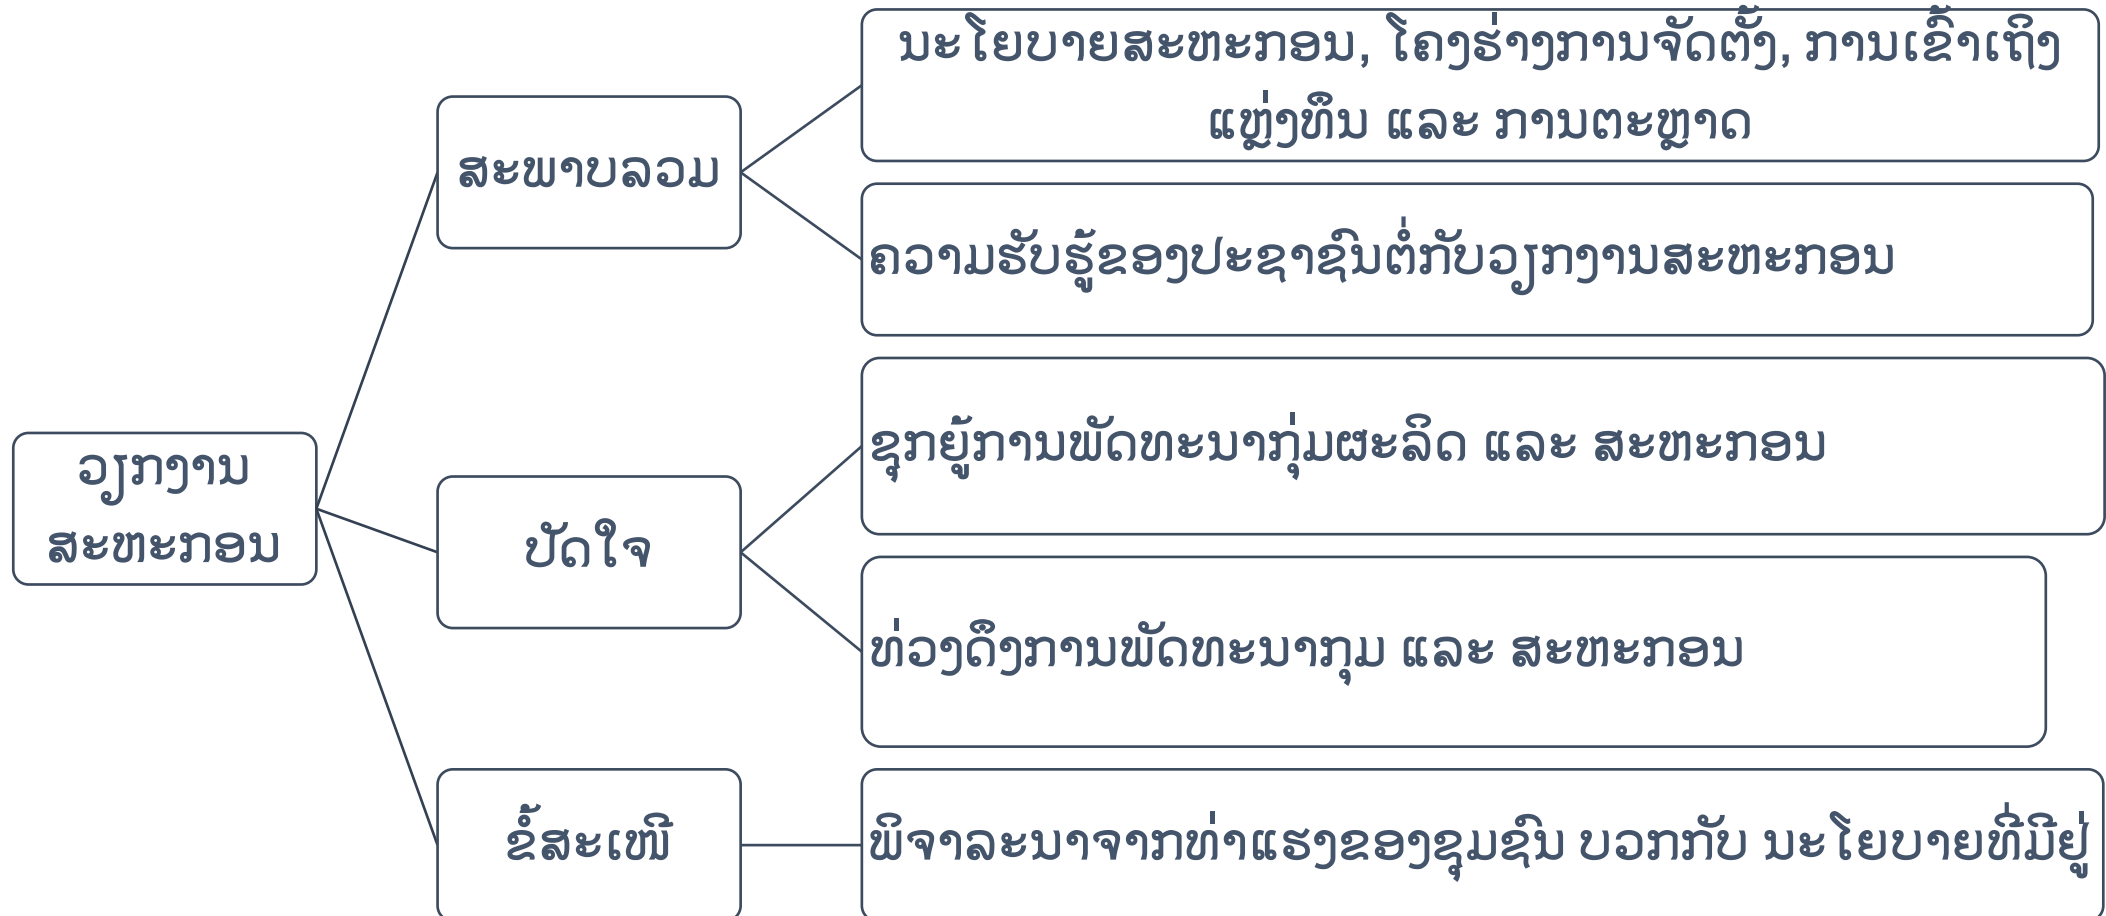 ວຽກງານ
ສະຫະກອນ
ສະພາບລວມ
ນະໂຍບາຍສະຫະກອນ, ໂຄງຮ່າງການຈັດຕັ້ງ, ການເຂົ້າເຖິງ
ແຫຼ່ງທຶນ ແລະ ການຕະຫຼາດ
ຄວາມຮັບຮູ້ຂອງປະຊາຊົນຕໍ່ກັບວຽກງານສະຫະກອນ
ປັດໃຈ
ຊຸກຍູ້ການພັດທະນາກຸ່ມຜະລິດ ແລະ ສະຫະກອນ
ທ່ວງດຶງການພັດທະນາກຸມ ແລະ ສະຫະກອນ
ຂໍ້ສະເໜີ
ພິຈາລະນາຈາກທ່າແຮງຂອງຊຸມຊົນ ບວກກັບ ນະໂຍບາຍທີ່ມີຢູ່